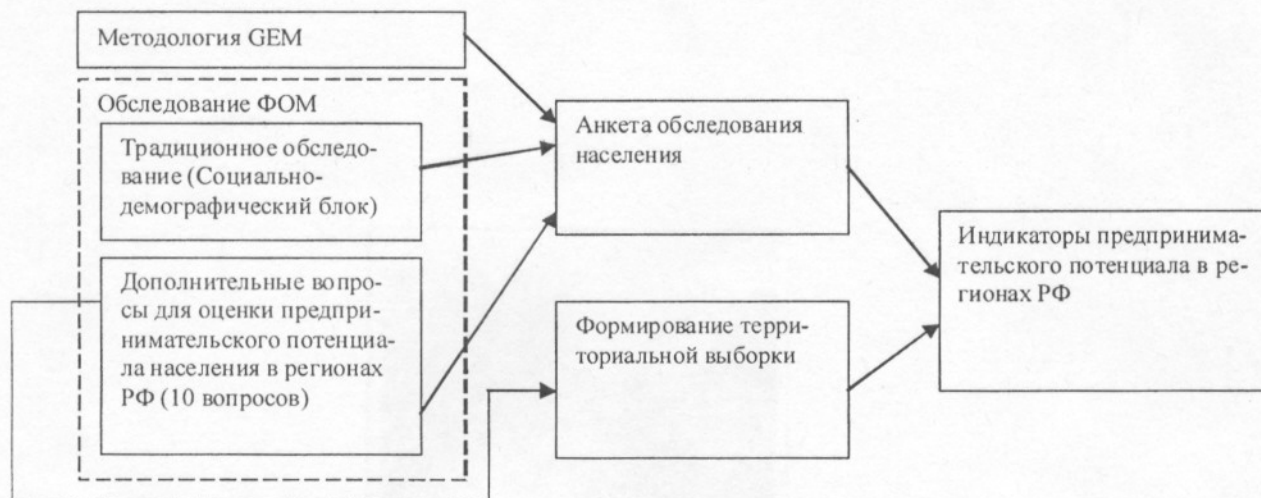 Методология GEM
Обследование ФОМ
Традиционное обследо-
вание (Социально-
демографический блок)
Дополнительные вопро-
сы для оценки предпри-
нимательского потенциа-
ла населения в регионах
РФ (10 вопросов)
Анкета обследования
населения
Формирование терри-
ториальной выборки
Индикаторы предпринима-
тельского потенциала в ре-
гионах РФ